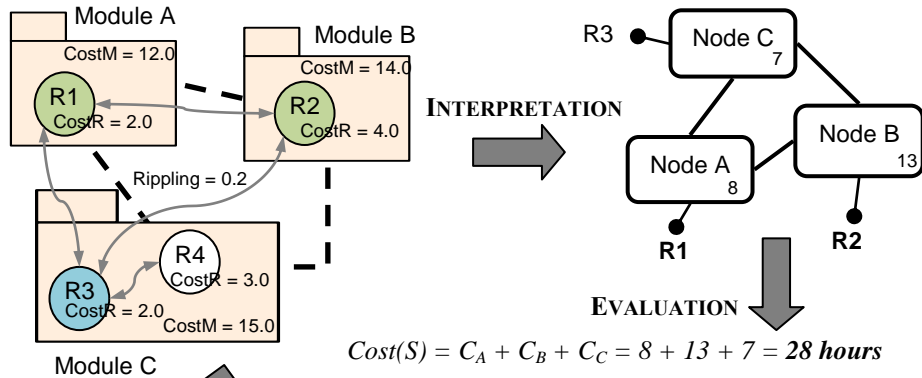 Module A
CostM = 12.0
R1
CostR = 2.0
Module B
CostM = 14.0
R2
CostR = 4.0
Rippling = 0.2
R4
CostR = 3.0
R3
CostR = 2.0
CostM = 15.0
Module C
INTERPRETATION
R3
Node C
7
Node B
13
Node A
8
R1
R2
EVALUATION
Cost(S) = C_A + C_B + C_C = 8 + 13 + 7 = 28 hours